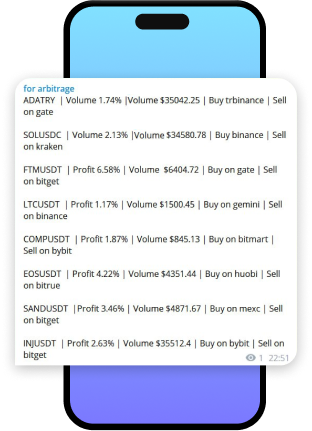 for arbitrage
ADATRY | Volume 1.74% |Volume $35042.25 | Buy trbinance | Sell
on gate
SOLUSDC | Volume 2.13% |Volume $34580.78 | Buy binance | Sell
on kraken
FTMUSDT | Profit 6.58% | Volume $6404.72 | Buy on gate | Sell
on bitget
LTCUSDT | Profit 1.17% | Volume $1500.45 | Buy on gemini | Sell
on binance
COMPUSDT | Profit 1.87% | Volume $845.13 | Buy on bitmart |
Sell on bybit
EOSUSDT | Profit 4.22% | Volume $4351.44 | Buy on huobi | Sell
on bitrue
SANDUSDT |Profit 3.46% | Volume $4871.67 | Buy on mexc | Sell
on bitget
INJUSDT | Profit 2.63% | Volume $35512.4 | Buy on bybit | Sell on
bitget
1 22:51